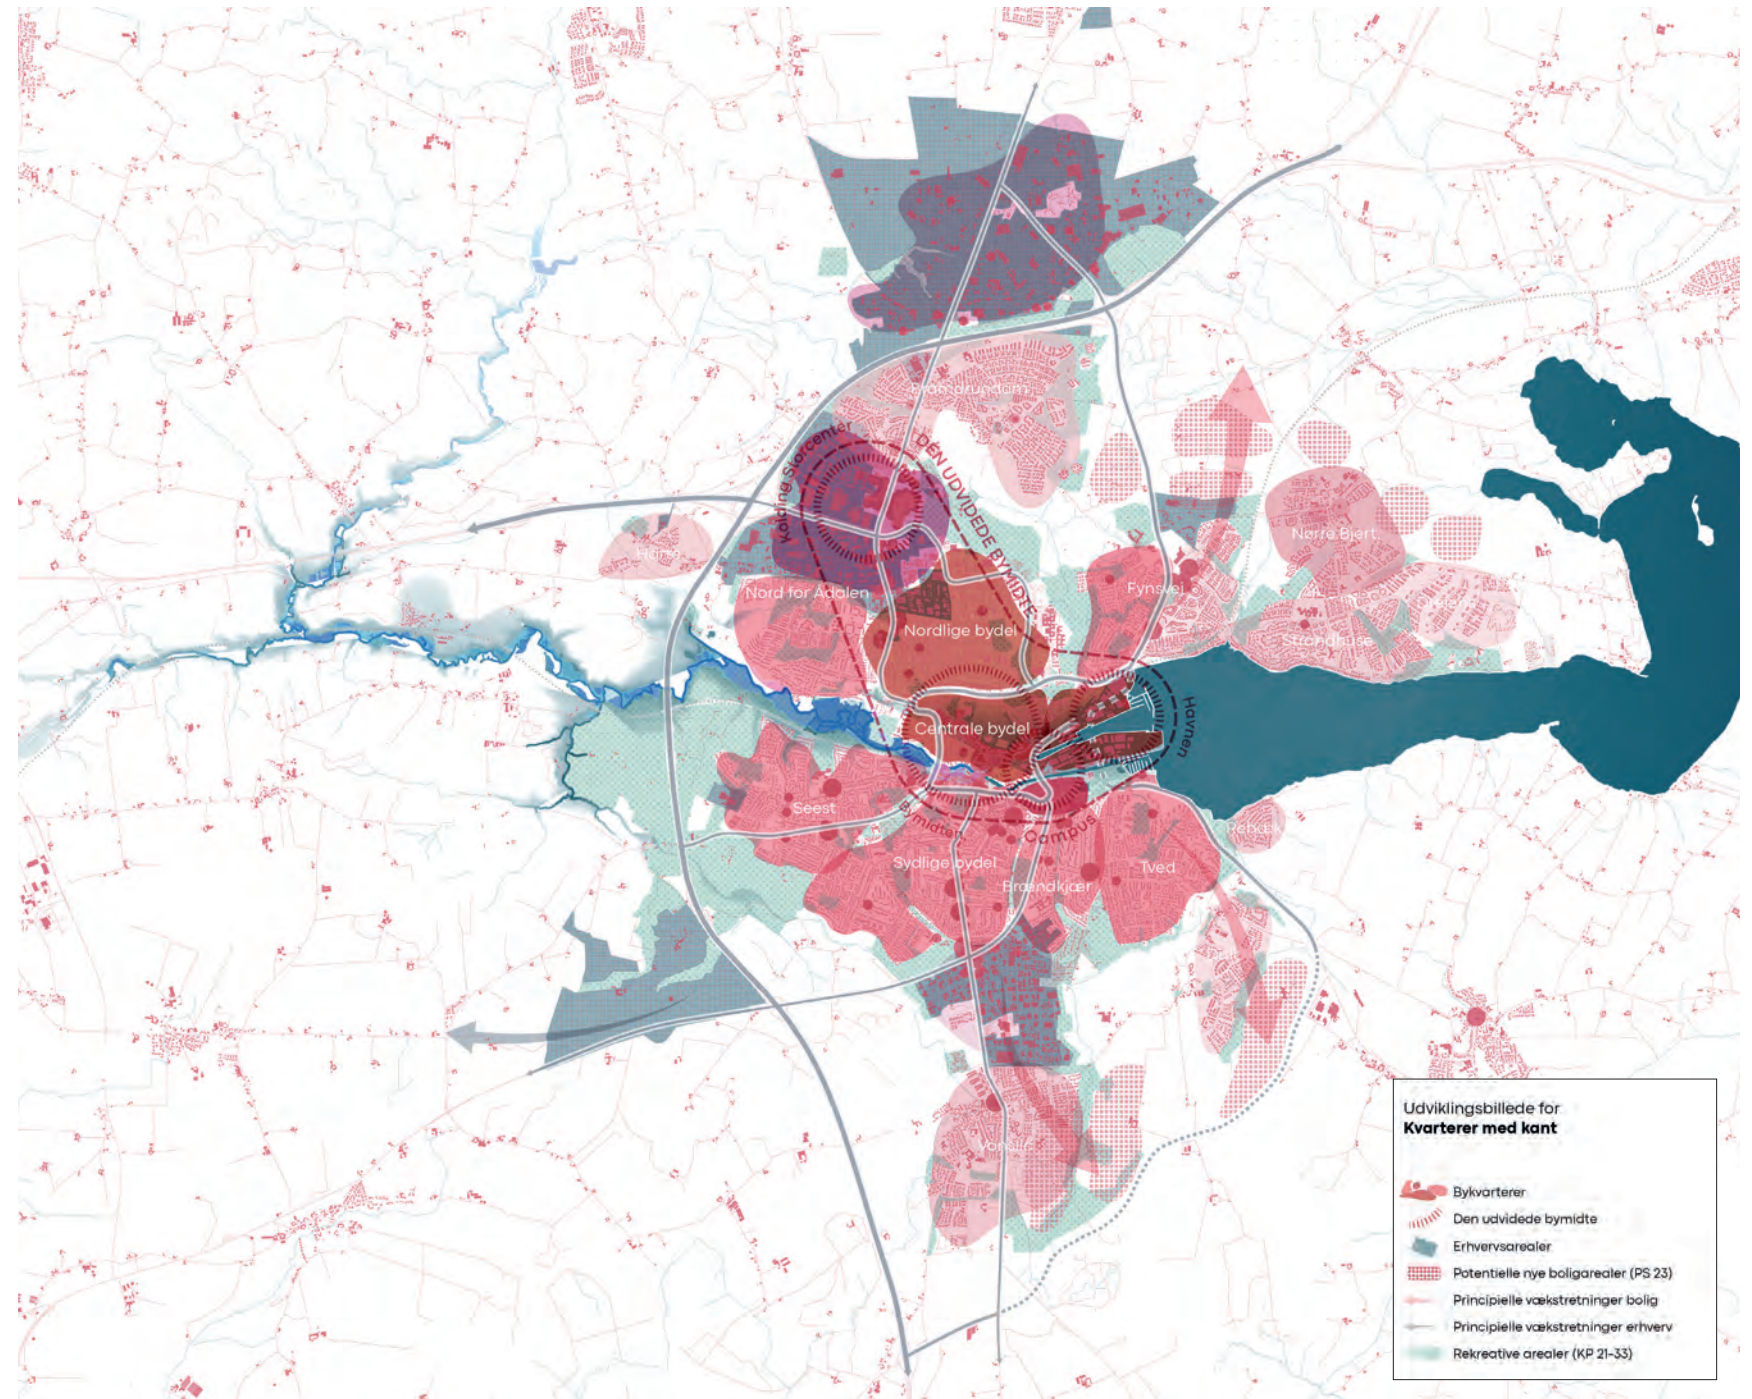 Bramdrupdam
Kolding Storcenter
DEN UDVIDEDE BYMIDTE
Nørre Bjert
Nord for Ådalen
Fynsvej
Nordlige bydel
Strandhuse
Centrale bydel
Havnen
Seest
Bymidten
Campus
Rebæk
Sydlige bydel
Brændkjær
Tved
Vonsild
Udviklingsbillede for
Kvarterer med kant
Bykvarterer
Den udvidede bymidte
Erhvervsarealer
Potentielle nye boligarealer (PS 23)
Principielle vækstretninger bolig
Principielle vækstretninger erhverv
Rekreative arealer (KP 21-33)